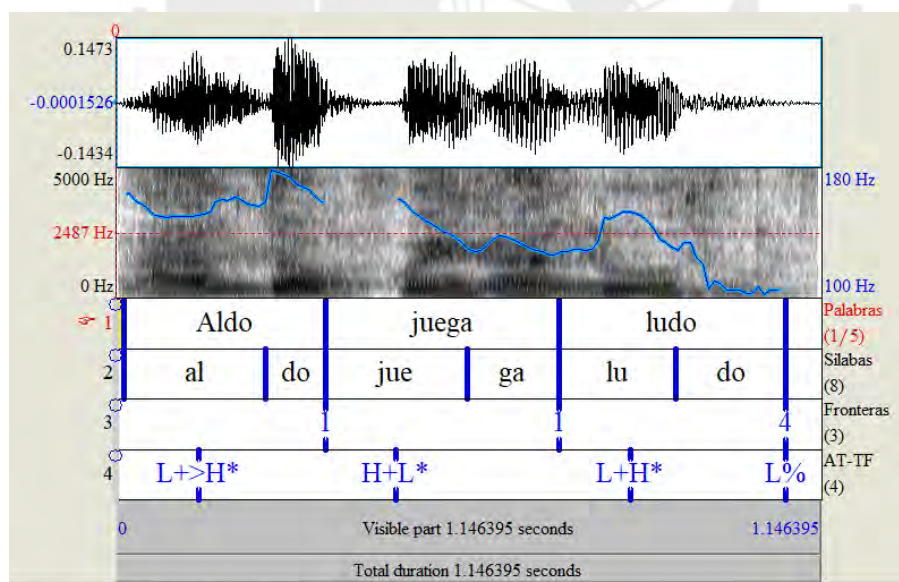 0
0.1473
-0.0001526
-0.1434
5000 Hz 180 Hz
2487 Hz
0 Hz 100 Hz
1 Aldo juega ludo Palabras
(1/5)
2 al do jue ga lu do Sílabas
(8)
3 1 1 4 Fronteras
(3)
4 L+>H* H+L* L+H* L% AT-TF
(4)
0 Visible part 1.146395 seconds 1.146395
Total duration 1.146395 seconds